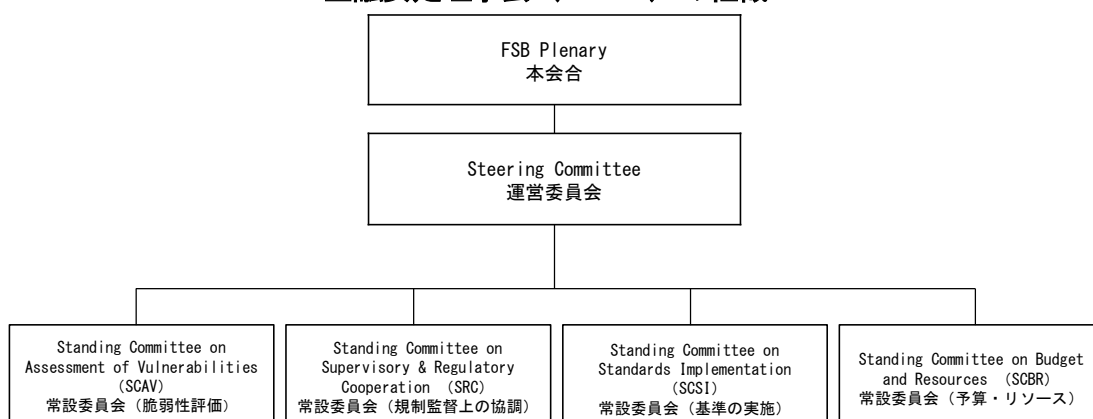 FSB Plenary
本会合
Steering Committee
運営委員会
Standing Committee on
Assessment of Vulnerabilities
(SCAV)
常設委員会（脆弱性評価）
Standing Committee on
Supervisory & Regulatory
Cooperation （SRC）
常設委員会（規制監督上の協調）
Standing Committee on
Standards Implementation
(SCSI)
常設委員会（基準の実施）
Standing Committee on Budget
and Resources （SCBR）
常設委員会（予算・リソース）